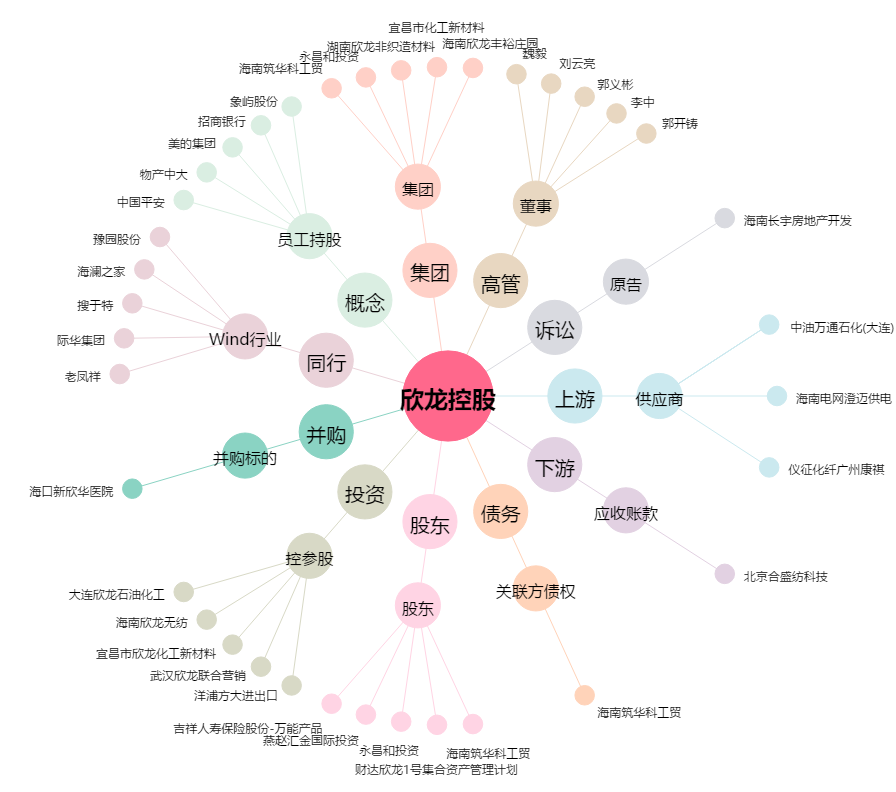 宜昌市化工新材料
湖南欣龙非织造材料
海南欣龙丰裕庄园
永昌和投资
海南筑华科工贸
魏毅
刘云亮
郭义彬
李中
郭开铸
象屿股份
招商银行
美的集团
物产中大
中国平安
集团
董事
员工持股
豫园股份
海澜之家
搜于特
际华集团
老凤祥
海南长宇房地产开发
原告
集团
高管
概念
诉讼
Wind行业
同行
中油万通石化(大连)
欣龙控股
上游
供应商
海南电网澄迈供电
并购
并购标的
海口新欣华医院
下游
仪征化纤广州康祺
投资
应收账款
股东
债务
控参股
北京合盛纺科技
关联方债权
大连欣龙石油化工
海南欣龙无纺
宜昌市欣龙化工新材料
武汉欣龙联合营销
洋浦方大进出口
股东
海南筑华科工贸
吉祥人寿保险股份-万能产品
燕赵汇金国际投资
永昌和投资
海南筑华科工贸
财达欣龙1号集合资产管理计划